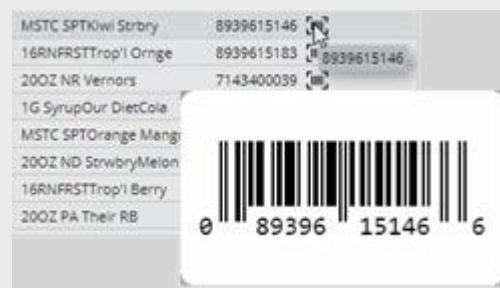 MSTC SPTKiwi Strbry 8939615146
16RNFRSTTrop'l Ornge 8939615183 8939615146
20OZ NR Vernors 7143400039
1G SyrupOur DietCola
MSTC SPTOrange Mang
20OZ ND StrwbryMelon
16RNFRSTTrop'l Berry
20OZ PA Their RB
0 89396 15146 6